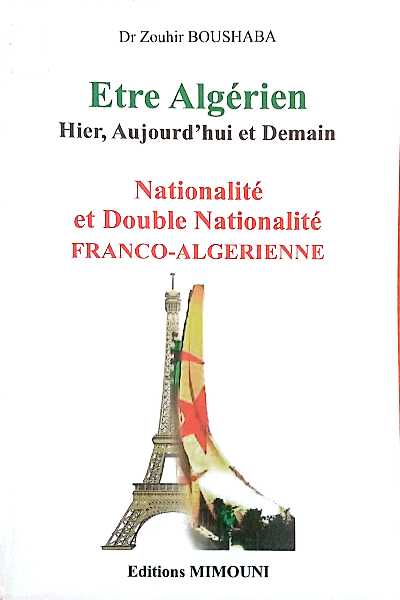 Dr Zouhir BOUSHABA
Etre Algérien
Hier, Aujourd'hui et Demain
Nationalité
et Double Nationalité
FRANCO-ALGERIENNE
Editions MIMOUNI